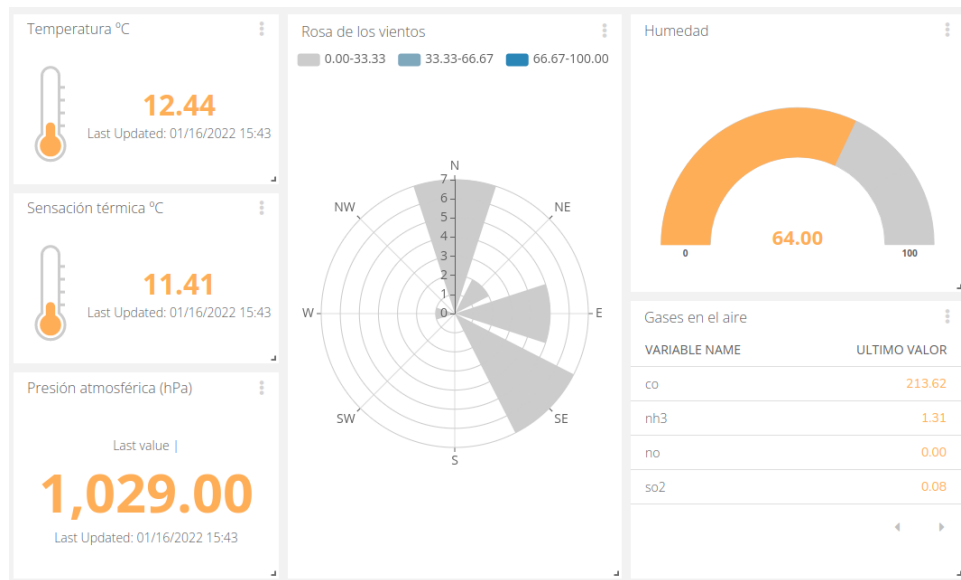 Temperatura ºC
12.44
Last Updated: 01/16/2022 15:43
Sensación térmica ºC
11.41
Last Updated: 01/16/2022 15:43
Presión atmosférica (hPa)
Last value |
1,029.00
Last Updated: 01/16/2022 15:43
Rosa de los vientos
0.00-33.33 33.33-66.67 66.67-100.00
N
7
6
5
4
3
2
1
0
NW
NE
W
E
SW
SE
S
Humedad
64.00
0
100
Gases en el aire
VARIABLE NAME ULTIMO VALOR
co 213.62
nh3 1.31
no 0.00
so2 0.08